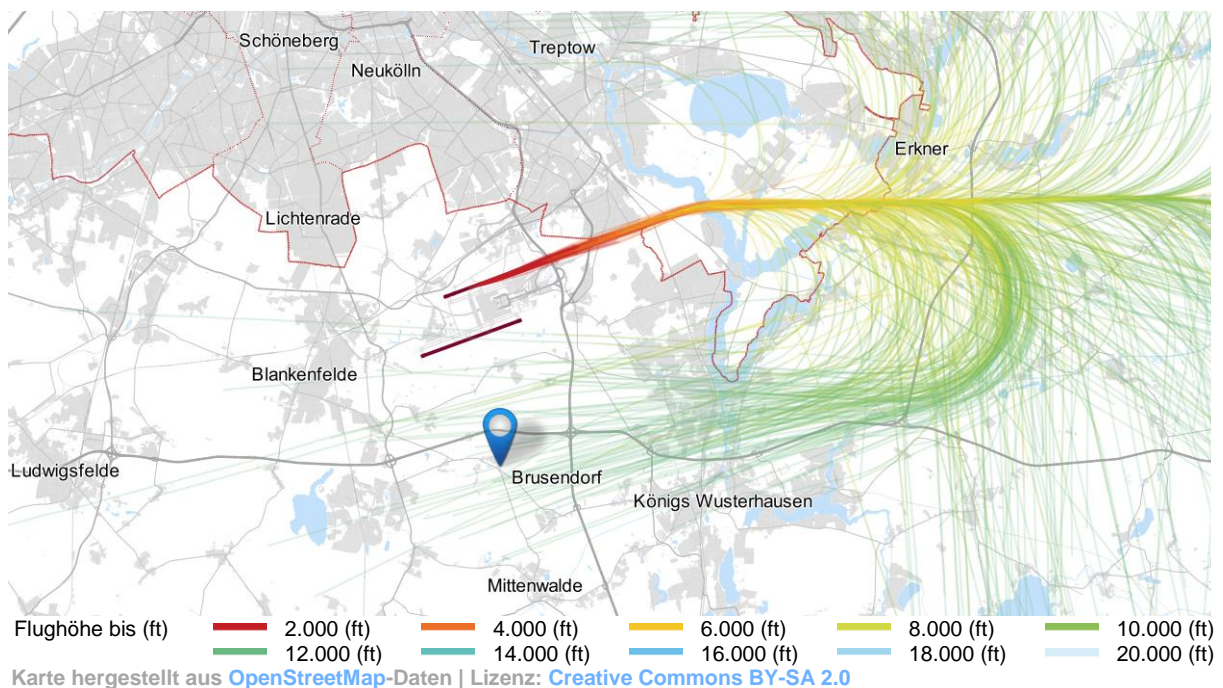 Schöneberg
Treptow
Neukölln
Erkner
Lichtenrade
Blankenfelde
Ludwigsfelde
Brusendorf
Königs Wusterhausen
Mittenwalde
Flughöhe bis (ft) 2.000 (ft) 4.000 (ft) 6.000 (ft) 8.000 (ft) 10.000 (ft)
12.000 (ft) 14.000 (ft) 16.000 (ft) 18.000 (ft) 20.000 (ft)
Karte hergestellt aus OpenStreetMap-Daten | Lizenz: Creative Commons BY-SA 2.0